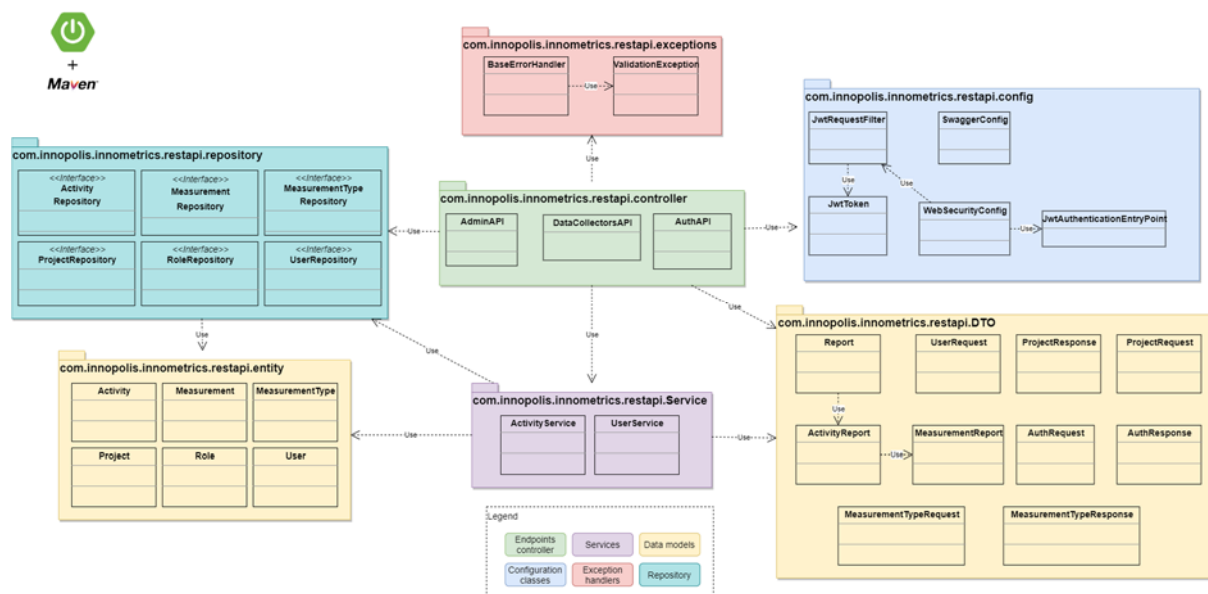 +
Maven
com.innopolis.innometrics.restapi.exceptions
BaseErrorHandler
ValidationException
Use
Use
com.innopolis.innometrics.restapi.config
JwtRequestFilter
SwaggerConfig
Use
Use
JwtToken
WebSecurityConfig
JwtAuthenticationEntryPoint
Use
com.innopolis.innometrics.restapi.repository
<<Interface>>
Activity
Repository
<<Interface>>
Measurement
Repository
<<Interface>>
MeasurementType
Repository
<<Interface>>
ProjectRepository
<<Interface>>
RoleRepository
<<Interface>>
UserRepository
com.innopolis.innometrics.restapi.controller
AdminAPI
DataCollectorsAPI
AuthAPI
Use
Use
Use
Use
Use
Use
com.innopolis.innometrics.restapi.entity
Activity
Measurement
MeasurementType
Project
Role
User
com.innopolis.innometrics.restapi.Service
ActivityService
UserService
Use
Use
com.innopolis.innometrics.restapi.DTO
Report
UserRequest
ProjectResponse
ProjectRequest
Use
ActivityReport
MeasurementReport
AuthRequest
AuthResponse
Use
MeasurementTypeRequest
MeasurementTypeResponse
Legend
Endpoints
controller
Services
Data models
Configuration
classes
Exception
handlers
Repository